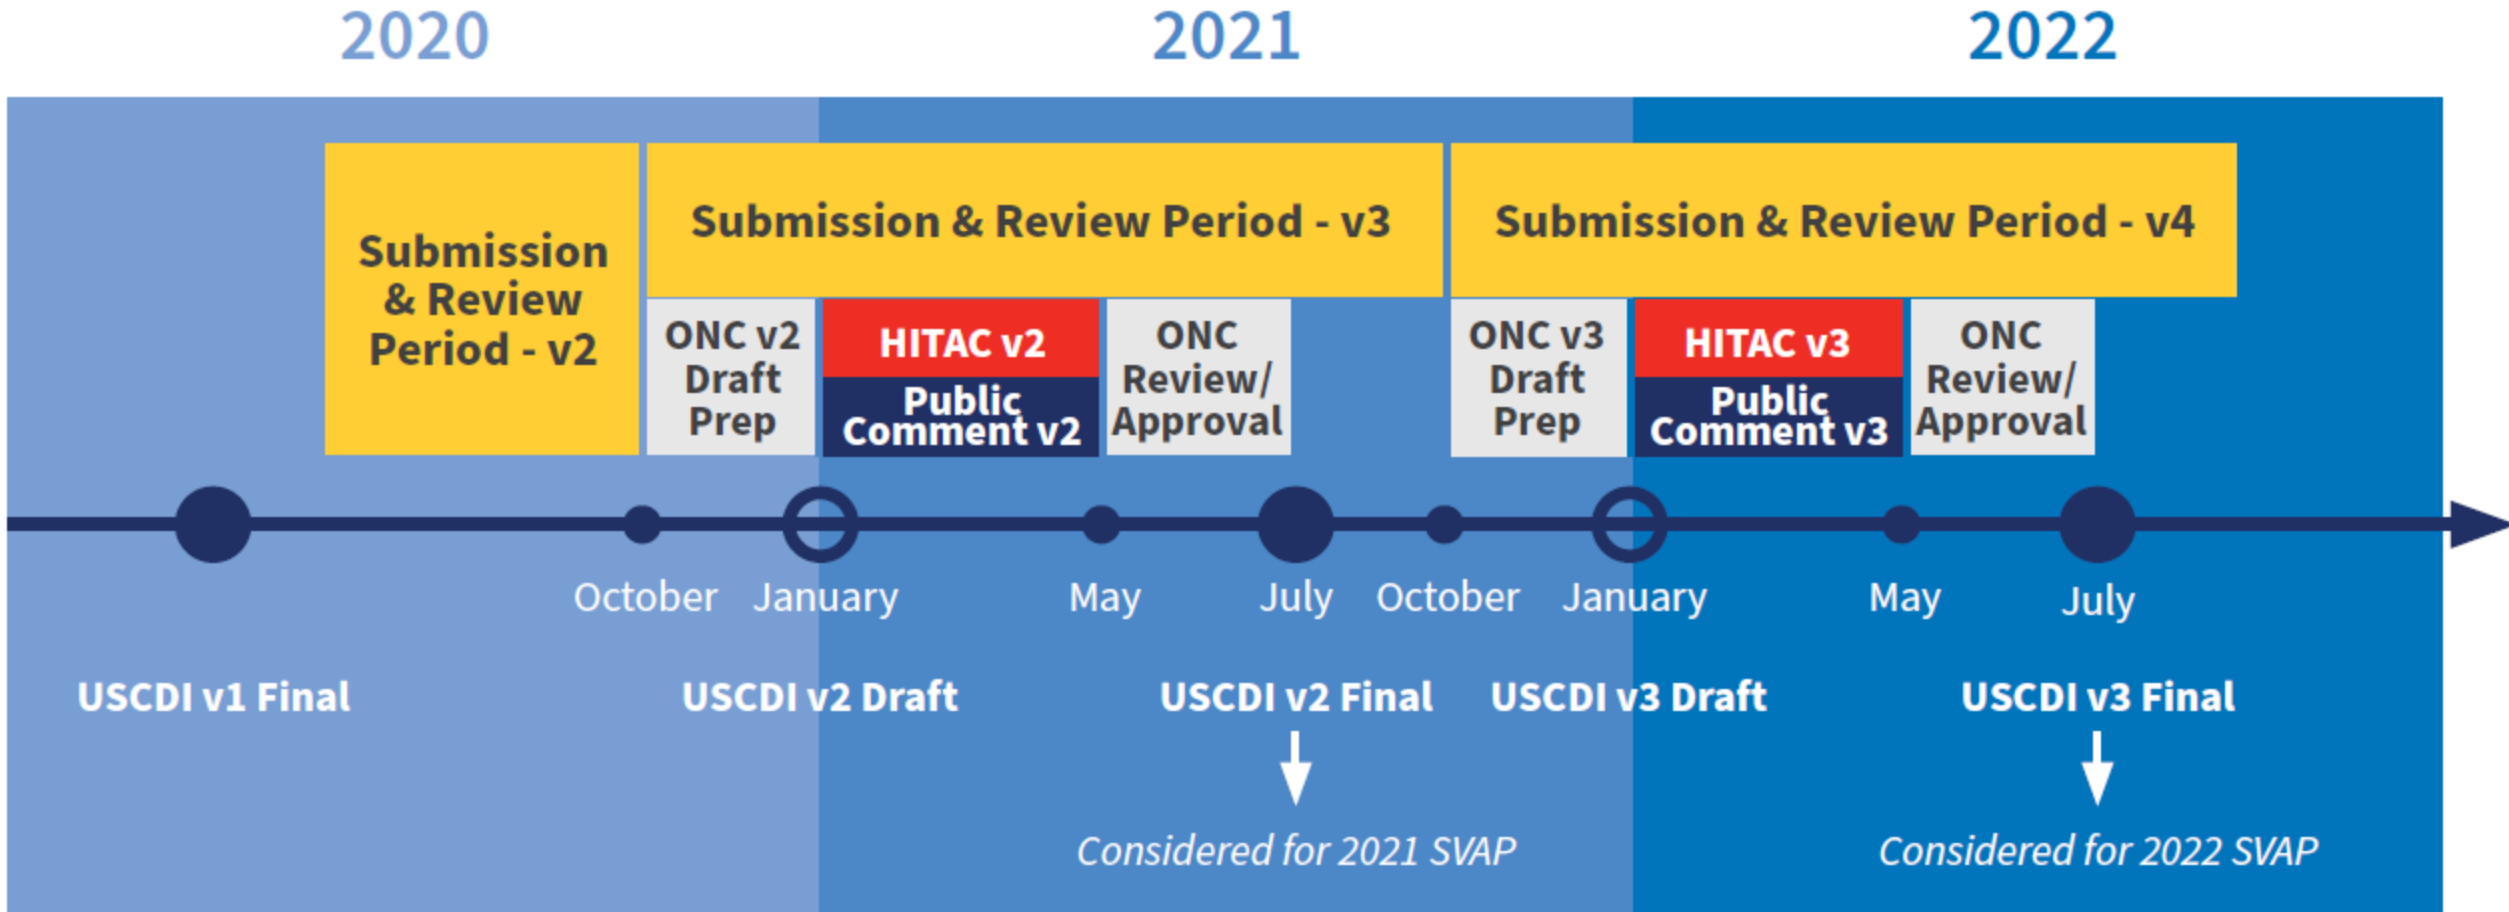 2020
2021
2022
Submission
& Review
Period - v2
Submission & Review Period - v3
Submission & Review Period - v4
ONC v2
Draft
Prep
HITAC v2
Public
Comment v2
ONC
Review/
Approval
ONC v3
Draft
Prep
HITAC v3
Public
Comment v3
ONC
Review/
Approval
October
January
May
July
October
January
May
July
USCDI v1 Final
USCDI v2 Draft
USCDI v2 Final
USCDI v3 Draft
USCDI v3 Final
Considered for 2021 SVAP
Considered for 2022 SVAP